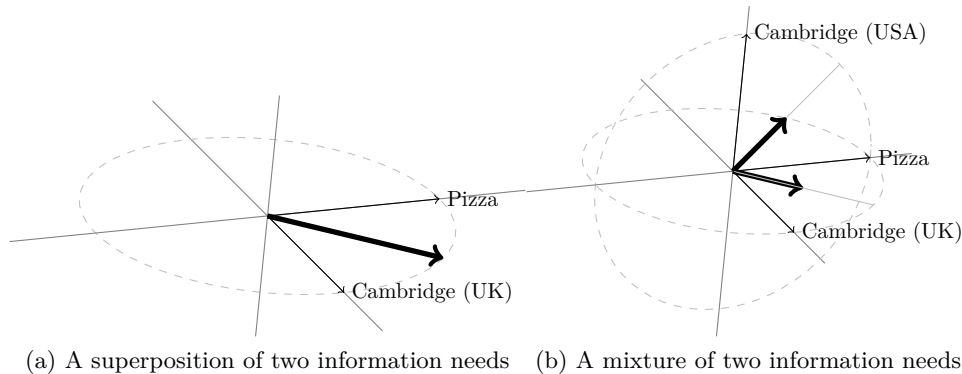 Cambridge (USA)
Pizza
Pizza
Cambridge (UK)
Cambridge (UK)
(a) A superposition of two information needs
(b) A mixture of two information needs